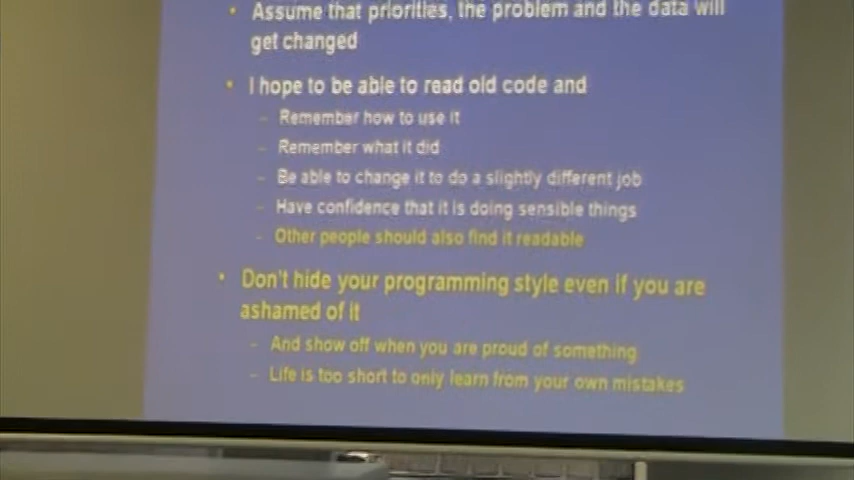 • Assume that priorities, the problem and the data will
get changed
• I hope to be able to read old code and
– Remember how to use it
– Remember what it did
– Be able to change it to do a slightly different job
– Have confidence that it is doing sensible things
– Other people should also find it readable
• Don't hide your programming style even if you are
ashamed of it
– And show off when you are proud of something
– Life is too short to only learn from your own mistakes